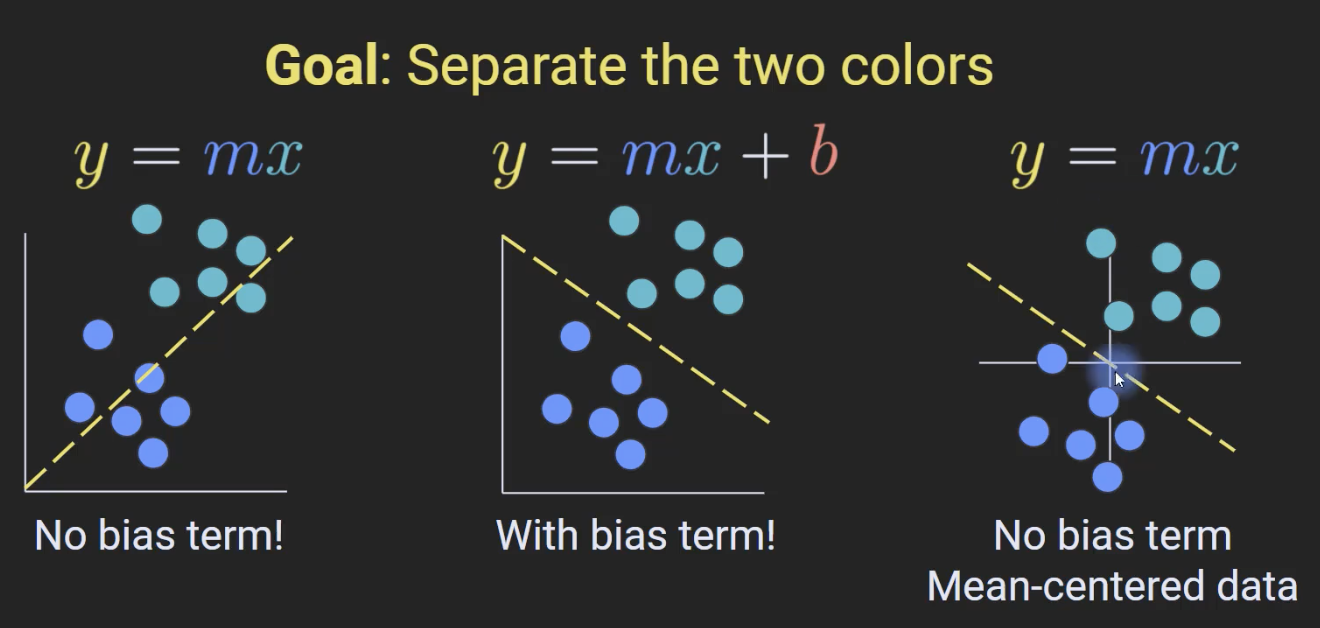 Goal: Separate the two colors
y = mx
y = mx + b
y = mx
No bias term!
With bias term!
No bias term
Mean-centered data